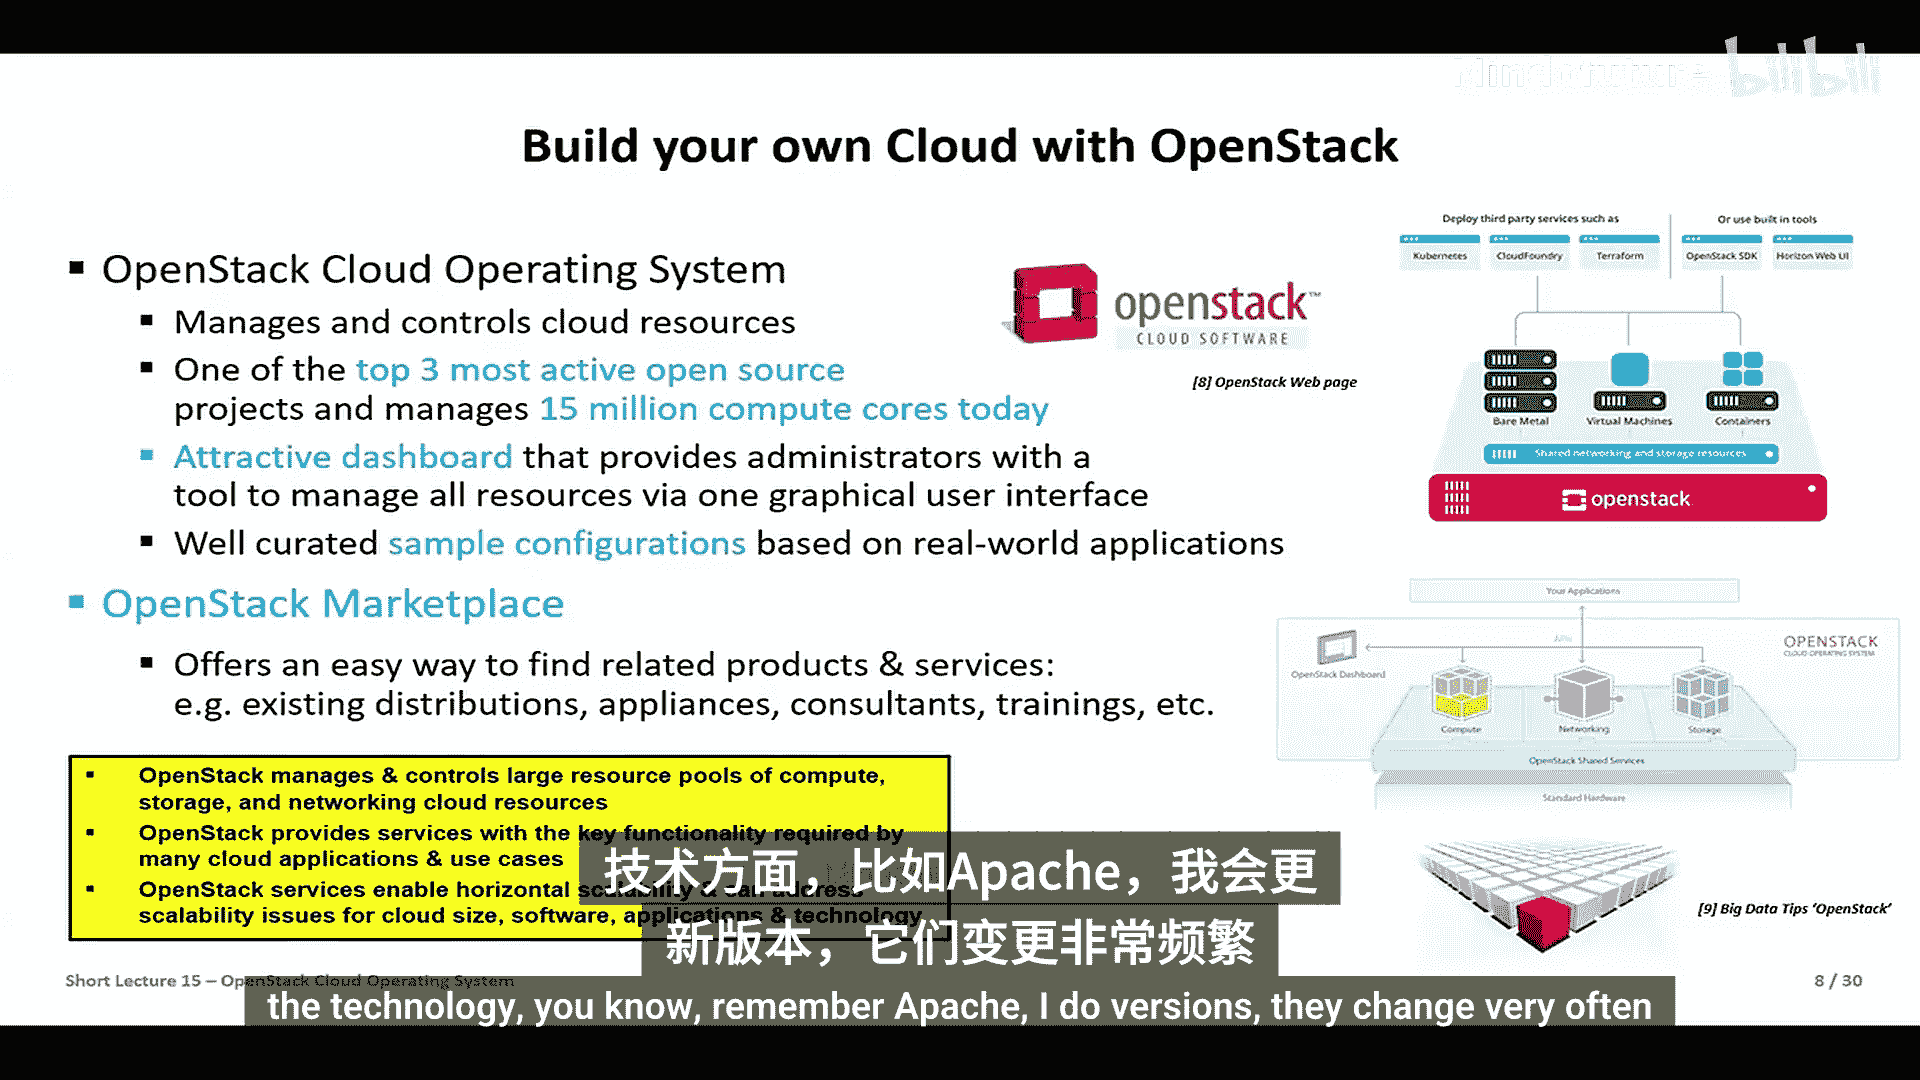 bilibili
Build your own Cloud with OpenStack
▪ OpenStack Cloud Operating System
▪ Manages and controls cloud resources
▪ One of the top 3 most active open source
projects and manages 15 million compute cores today
▪ Attractive dashboard that provides administrators with a
tool to manage all resources via one graphical user interface
▪ Well curated sample configurations based on real-world applications
▪ OpenStack Marketplace
▪ Offers an easy way to find related products & services:
e.g. existing distributions, appliances, consultants, trainings, etc.
openstack™
CLOUD SOFTWARE
[8] OpenStack Web page
Deploy third party services such as
Or use built in tools
Kubernetes
CloudFoundry
Terraform
OpenStack SDK
Horizon Web UI
Bare Metal
Virtual Machines
Containers
Shared networking and storage resources
openstack
Your Applications
APIs
OPENSTACK
CLOUD OPERATING SYSTEM
OpenStack Dashboard
Compute
Networking
Storage
OpenStack Shared Services
Standard Hardware
[9] Big Data Tips ‘OpenStack’
▪ OpenStack manages & controls large resource pools of compute,
storage, and networking cloud resources
▪ OpenStack provides services with the key functionality required by
many cloud applications & use cases
▪ OpenStack services enable horizontal scalability & can address
scalability issues for cloud size, software, applications & technology
技术方面，比如Apache，我会更
新版本，它们变更非常频繁
Short Lecture 15 – OpenStack Cloud Operating System
8 / 30
the technology, you know, remember Apache, I do versions, they change very often